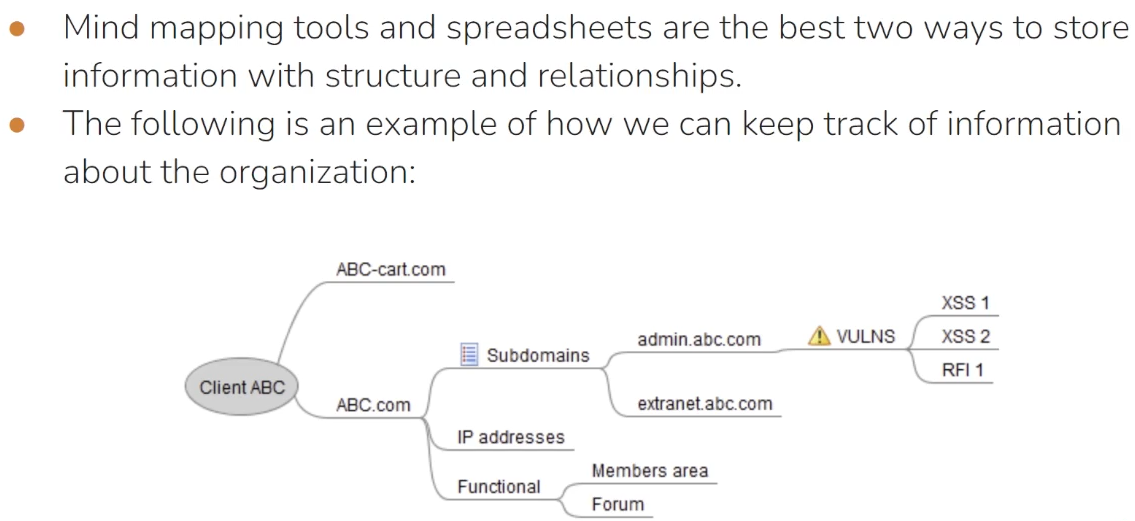 Mind mapping tools and spreadsheets are the best two ways to store
information with structure and relationships.
The following is an example of how we can keep track of information
about the organization:
ABC-cart.com
XSS 1
admin.abc.com
VULNS
XSS 2
Subdomains
RFI 1
Client ABC
ABC.com
extranet.abc.com
IP addresses
Members area
Functional
Forum